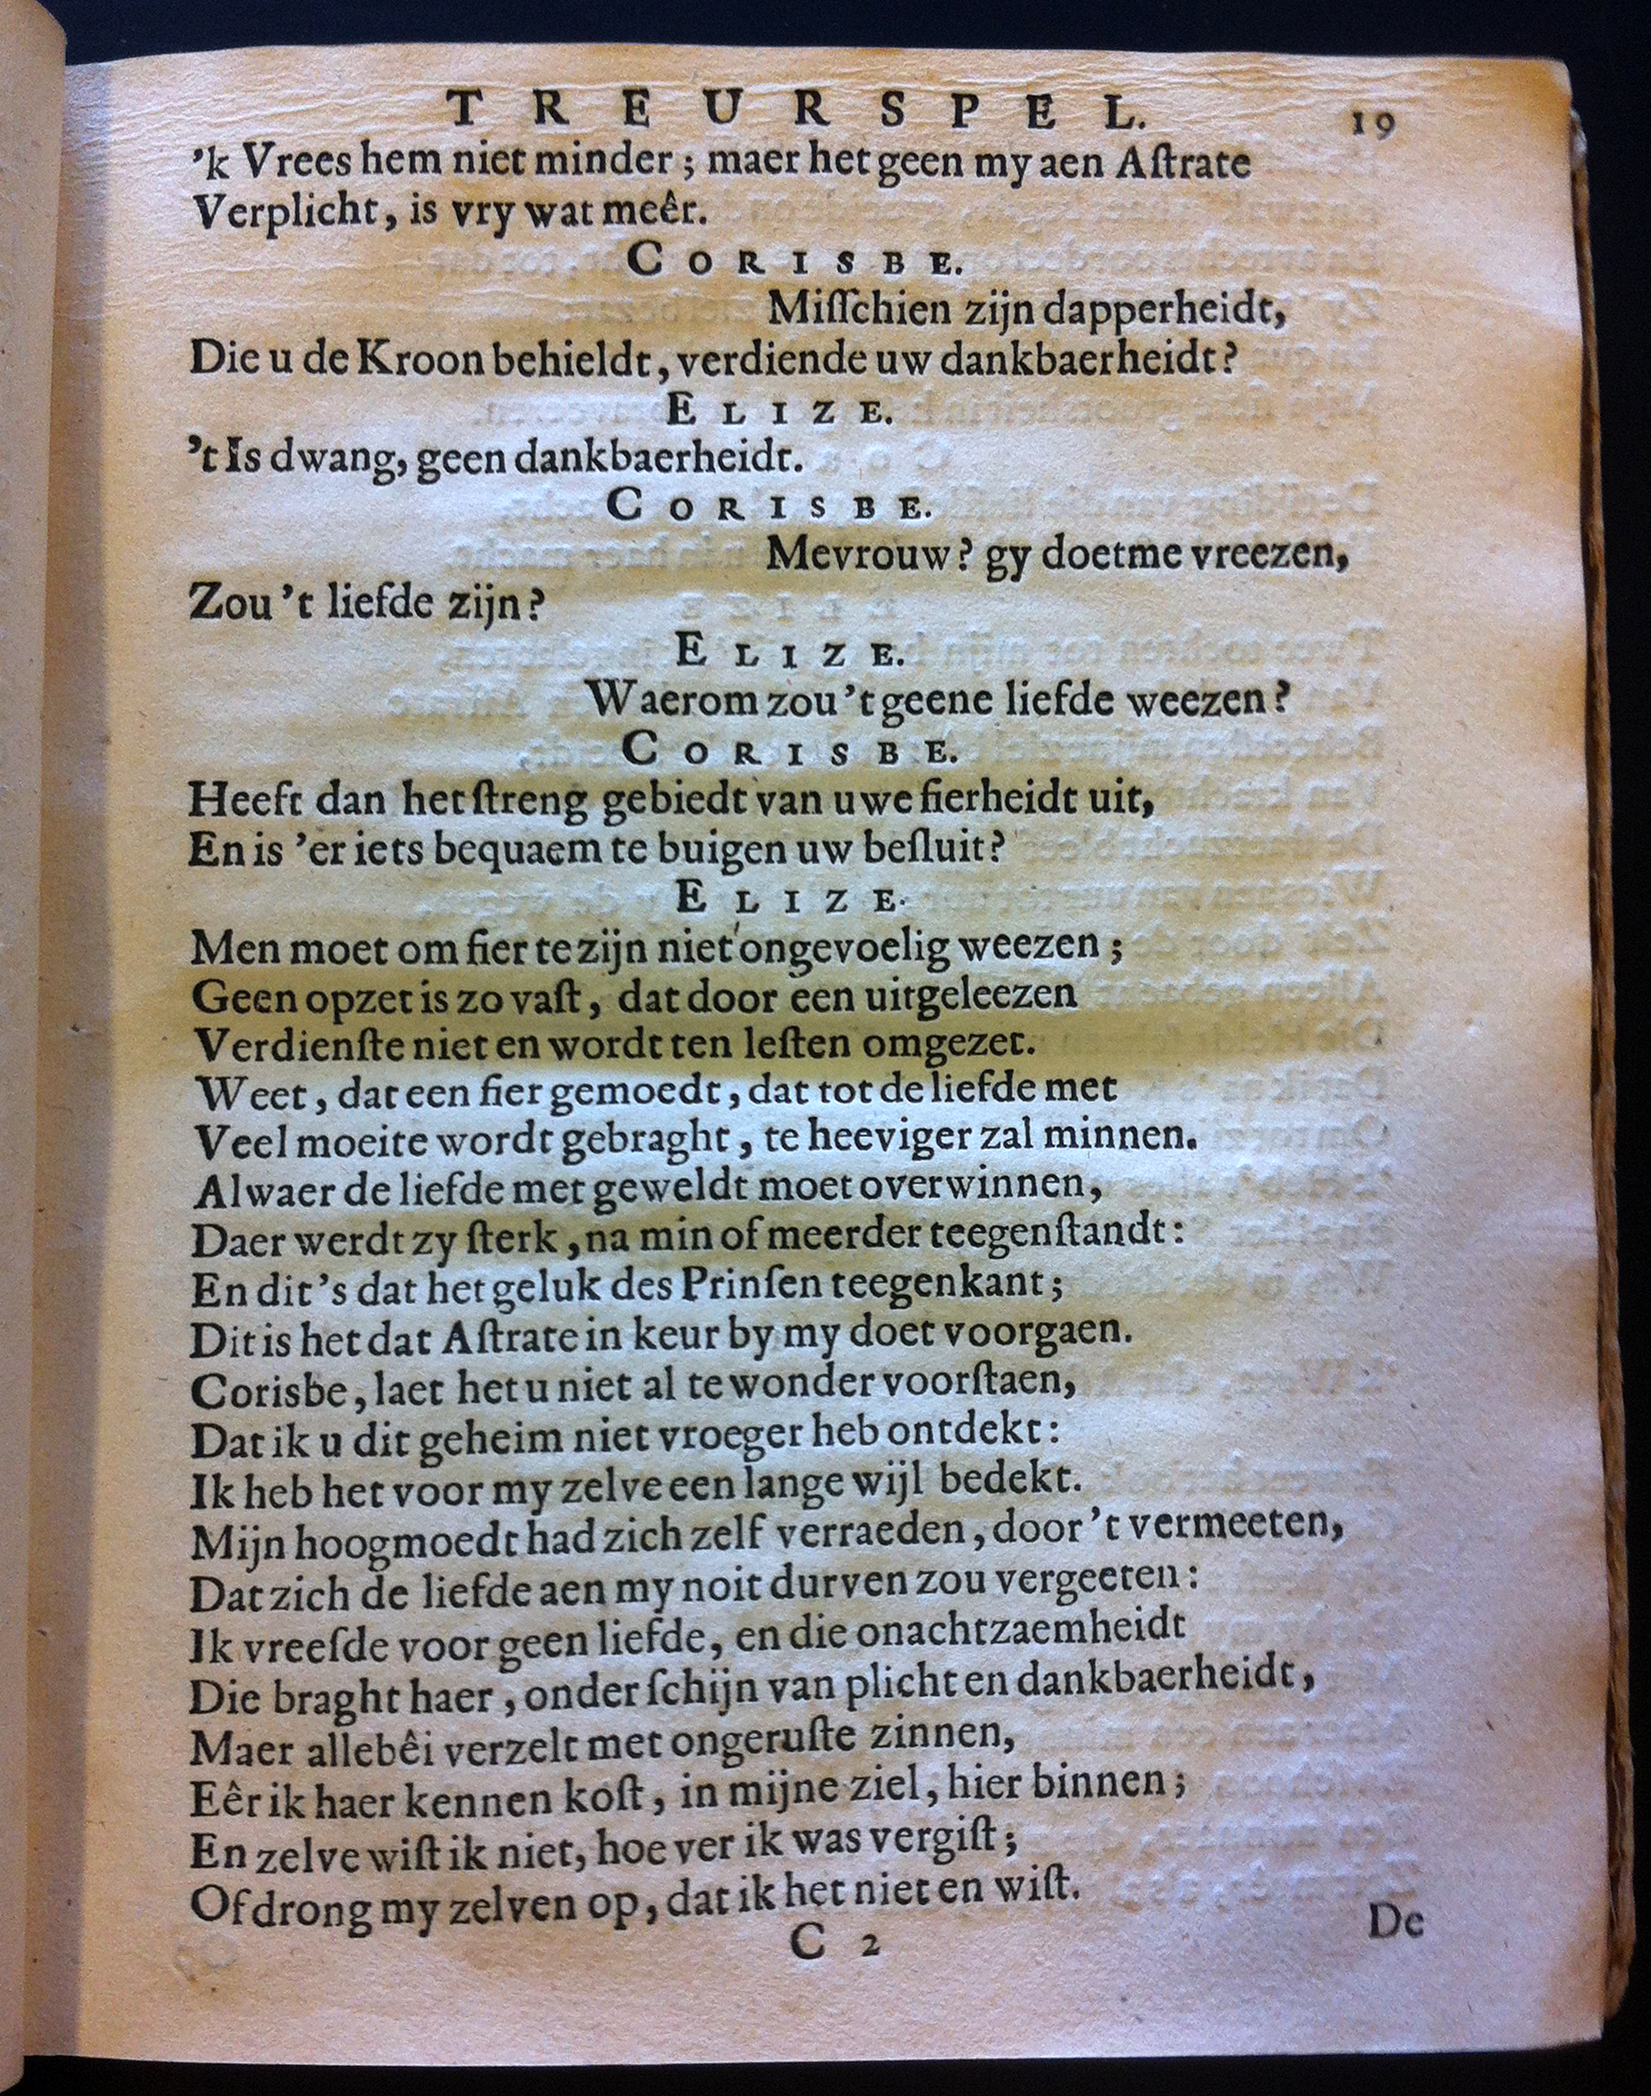 TREURSPEL. 19
'k Vrees hem niet minder; maer het geen my aen Aſtrate
Verplicht, is vry wat meêr.
CORISBE.
Miſſchien zijn dapperheidt,
Die u de Kroon behieldt, verdiende uw dankbaerheidt?
ELIZE.
't Is dwang, geen dankbaerheidt.
CORISBE.
Mevrouw? gy doetme vreezen,
Zou 't liefde zijn?
ELIZE.
Waerom zou 't geene liefde weezen?
CORISBE.
Heeft dan het ſtreng gebiedt van uwe fierheidt uit,
En is 'er iets bequaem te buigen uw beſluit?
ELIZE.
Men moet om fier te zijn niet ongevoelig weezen;
Geen opzet is zo vaſt, dat door een uitgeleezen
Verdienſte niet en wordt ten leſten omgezet.
Weet, dat een fier gemoedt, dat tot de liefde met
Veel moeite wordt gebraght, te heeviger zal minnen.
Alwaer de liefde met geweldt moet overwinnen,
Daer werdt zy ſterk, na min of meerder teegenſtandt:
En dit's dat het geluk des Prinſen teegenkant;
Dit is het dat Aſtrate in keur by my doet voorgaen.
Corisbe, laet het u niet al te wonder voorſtaen,
Dat ik u dit geheim niet vroeger heb ontdekt:
Ik heb het voor my zelve een lange wijl bedekt.
Mijn hoogmoedt had zich zelf verraeden, door 't vermeeten,
Dat zich de liefde aen my noit durven zou vergeeten:
Ik vreeſde voor geen liefde, en die onachtzaemheidt
Die braght haer, onder ſchijn van plicht en dankbaerheidt,
Maer allebêi verzelt met ongeruſte zinnen,
Eêr ik haer kennen koſt, in mijne ziel, hier binnen;
En zelve wiſt ik niet, hoe ver ik was vergiſt;
Of drong my zelven op, dat ik het niet en wiſt.
C 2 De